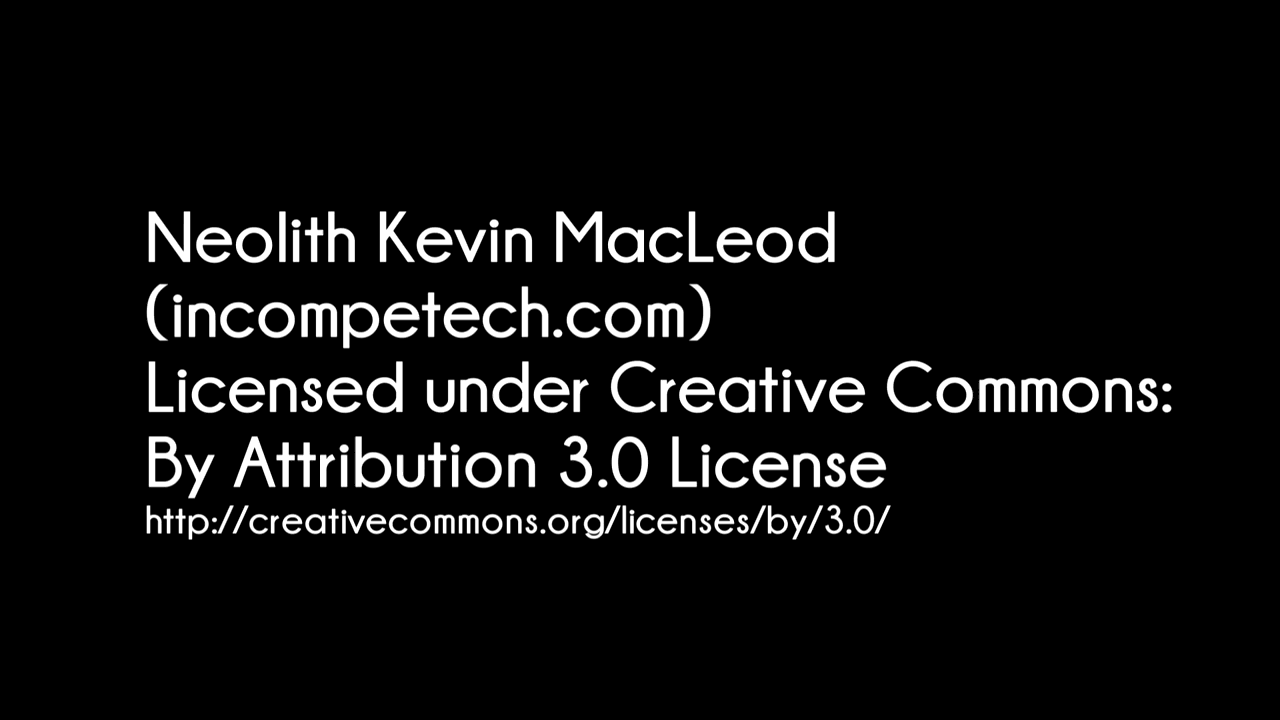 Neolith Kevin MacLeod
(incompetech.com)
Licensed under Creative Commons:
By Attribution 3.0 License
http://creativecommons.org/licenses/by/3.0/